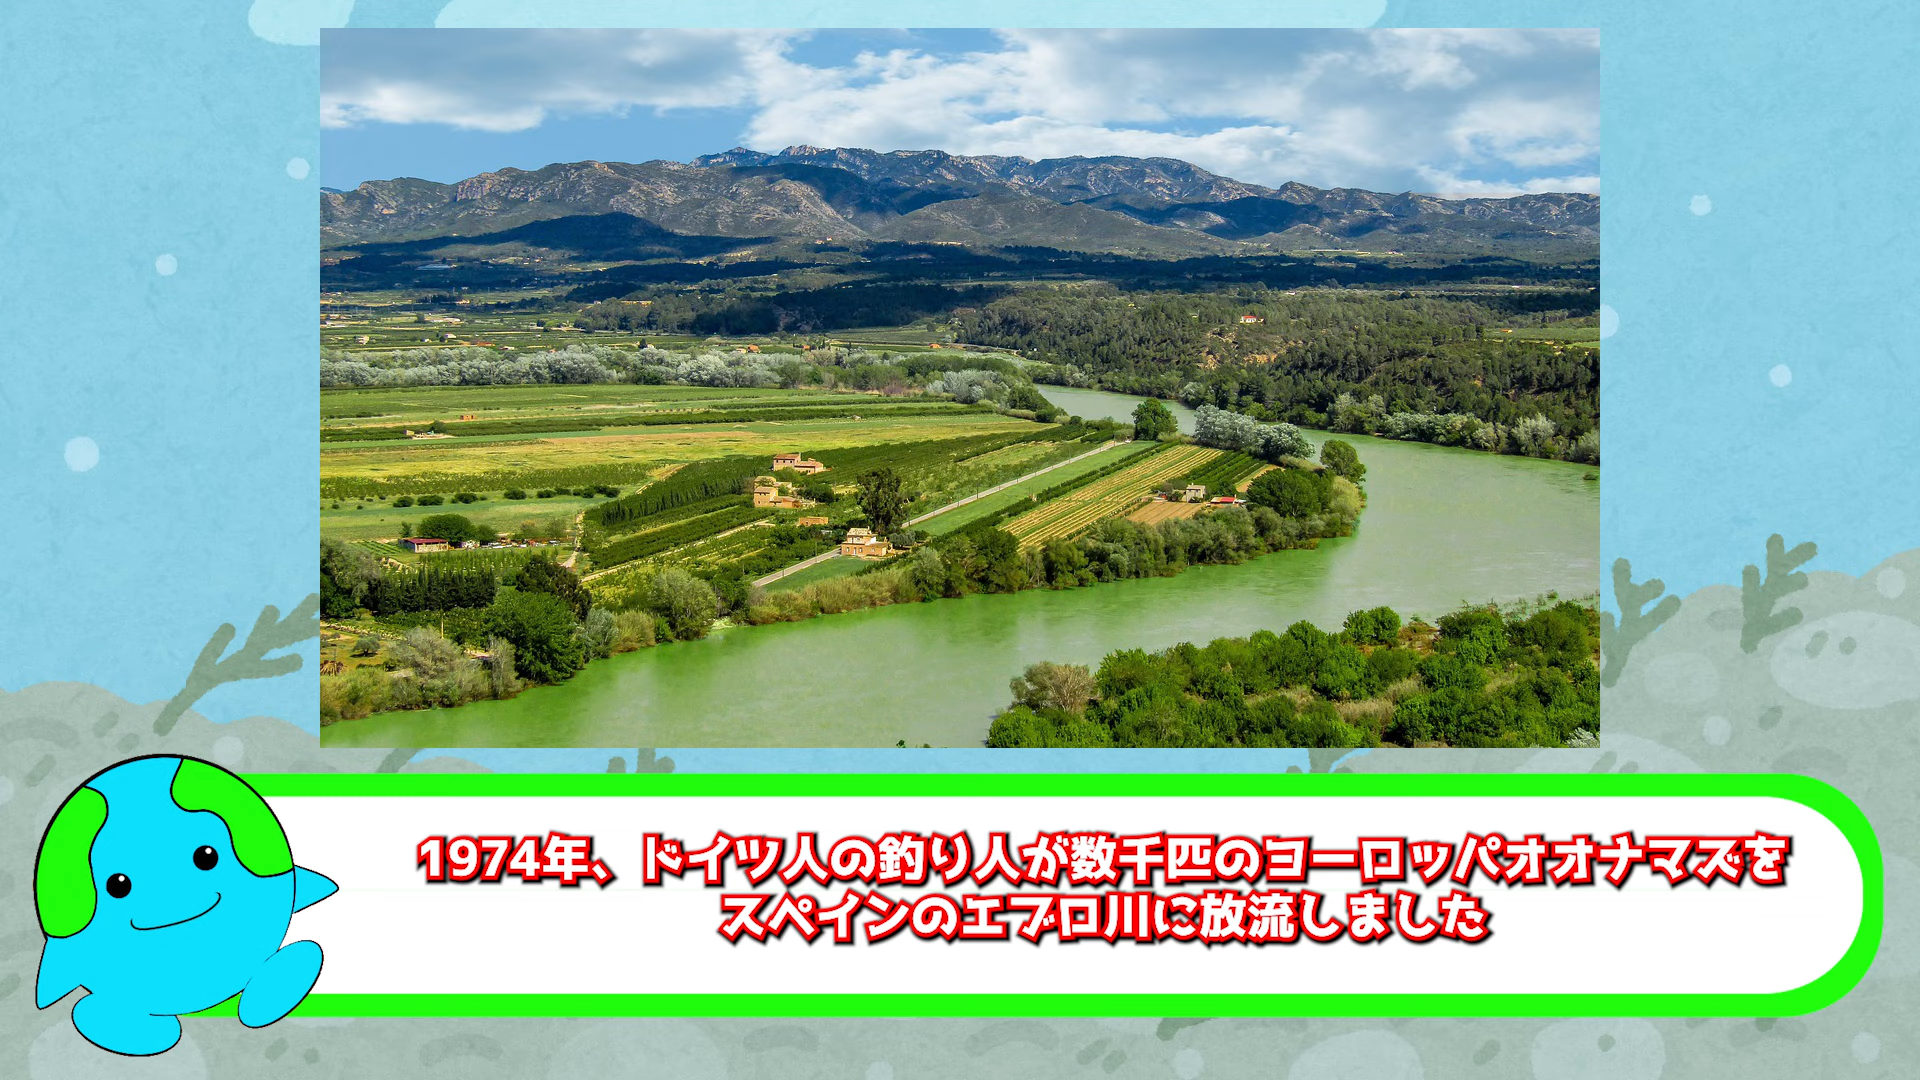 1974年、ドイツ人の釣り人が数千匹のヨーロッパオオナマズを
スペインのエブロ川に放流しました